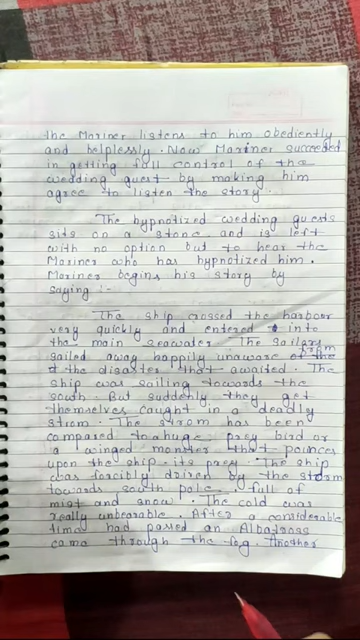 the Mariner listens to him obediently
and helplessly. Now Mariner succeeded
in getting full control of the
wedding guest by making him
agree to listen the story.
The hypnotized wedding guests
sits on a stone and is left
with no option but to hear the
Mariner who has hypnotized him.
Mariner begins his story by
saying :-
The ship crossed the harbour
very quickly and entered into
the main seawater. The Sailars
sailed away happily unaware from
the disaster that awaited. The
ship was sailing towards the
south. But suddenly they get
themselves caught in a deadly
strom. The strom has been
compared to a huge prey bird or
a winged monster that pounces
upon the ship its prey. The ship
was forcibly driven by the storm
towards south pole, full of
mist and snow. The cold was
really unbearable. After a considerable
time had passed an Albatross
came through the fog. Another